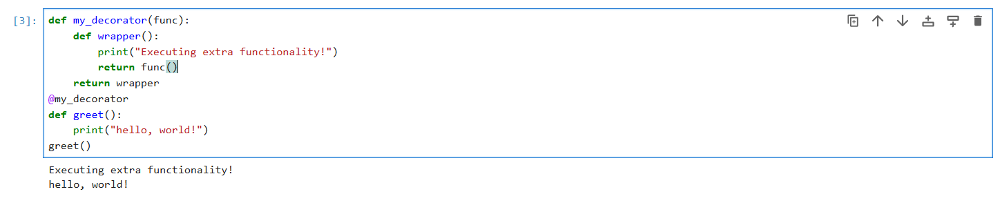 [3]:
def my_decorator(func):
    def wrapper():
        print("Executing extra functionality!")
        return func()
    return wrapper
@my_decorator
def greet():
    print("hello, world!")
greet()
Executing extra functionality!
hello, world!